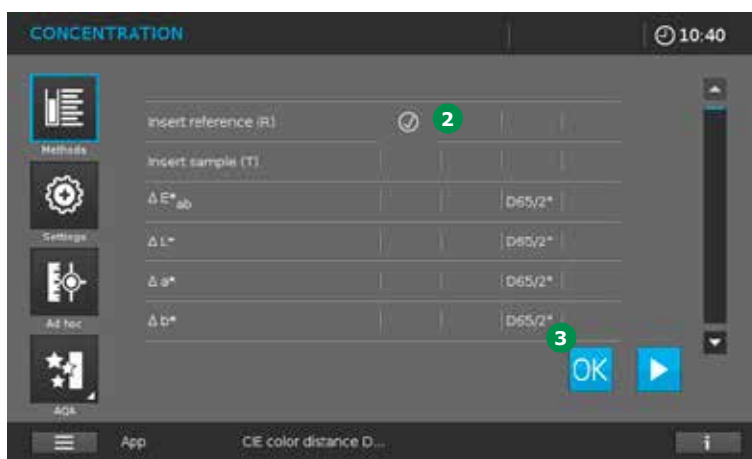 CONCENTRATION 10:40
Methods
Settings
Ad hoc
AQA
Insert reference (R) 2
Insert sample (T)
Δ E*ab D65/2°
Δ L* D65/2°
Δ a* D65/2°
Δ b* D65/2°
3
OK
App CIE color distance D...
i